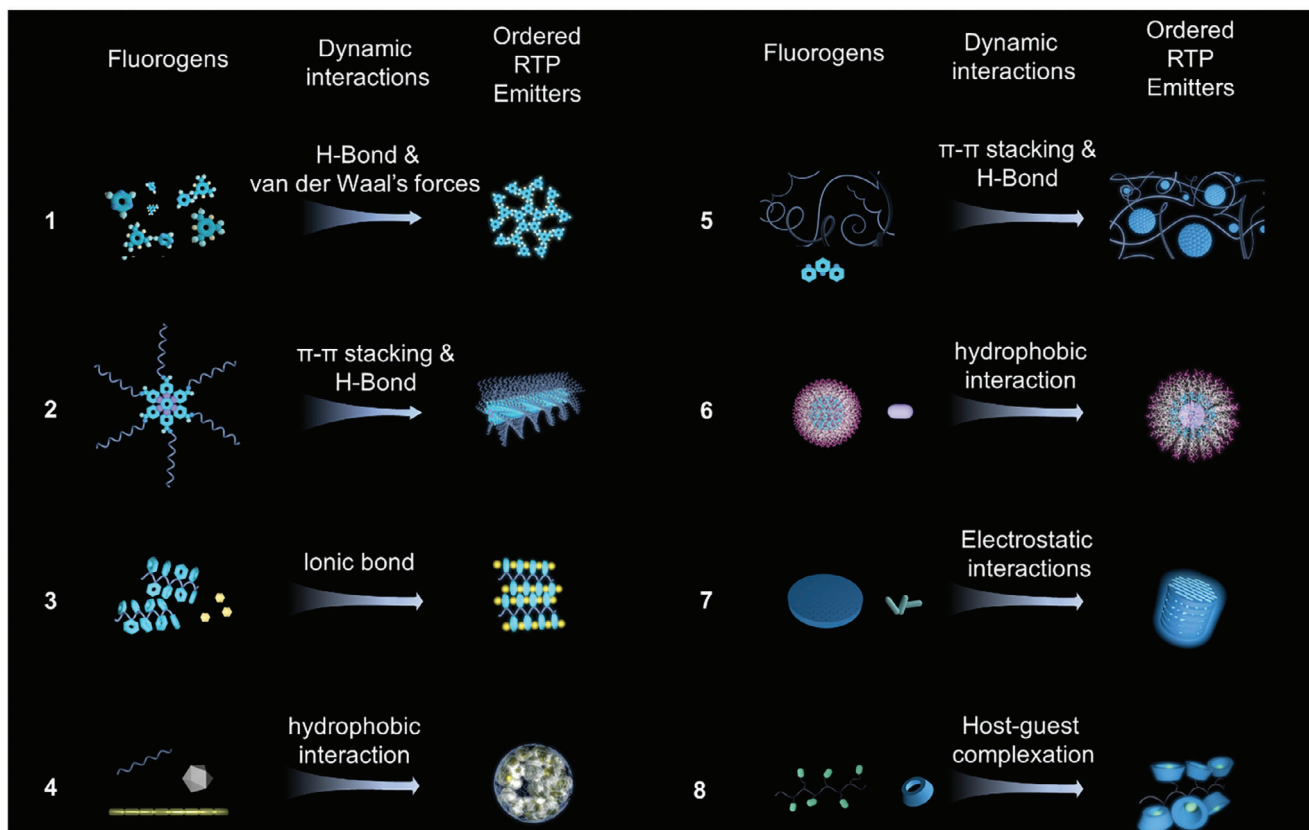 Fluorogens
Dynamic
interactions
Ordered
RTP
Emitters
1
H-Bond &
van der Waal's forces
2
π-π stacking &
H-Bond
3
Ionic bond
4
hydrophobic
interaction
Fluorogens
Dynamic
interactions
Ordered
RTP
Emitters
5
π-π stacking &
H-Bond
6
hydrophobic
interaction
7
Electrostatic
interactions
8
Host-guest
complexation